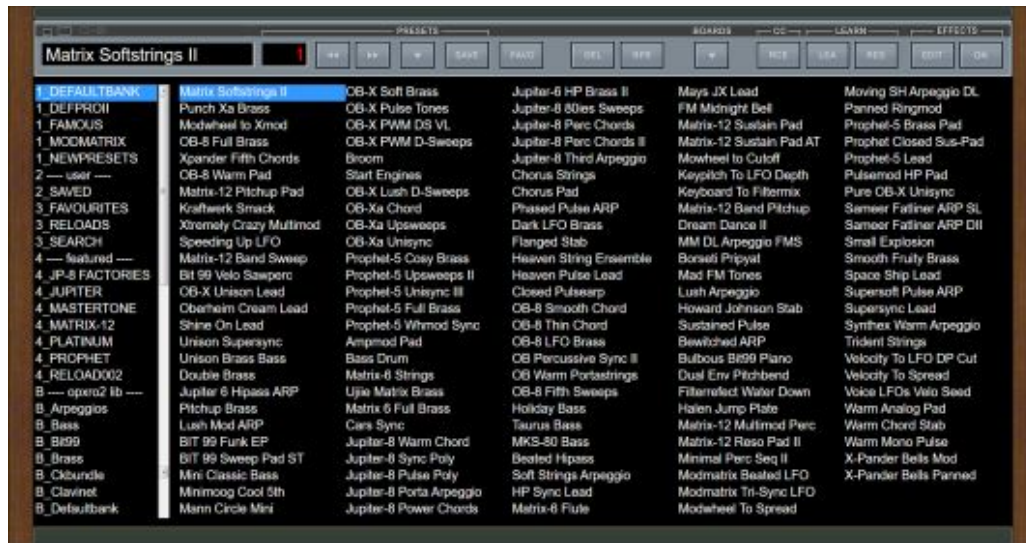 PRESETS BOARDS CC LEARN EFFECTS
Matrix Softstrings II 1 SAVE FAVO DEL EDIT ON
1_DEFAULTBANK
1_DEFPROII
1_FAMOUS
1_MODMATRIX
1_NEWPRESETS
2 ---- user ----
2_SAVED
3_FAVOURITES
3_RELOADS
3_SEARCH
4 ---- featured ----
4_JP-8 FACTORIES
4_JUPITER
4_MASTERTONE
4_MATRIX-12
4_PLATINUM
4_PROPHET
4_RELOAD002
B ---- opxro2 lib ----
B_Arpeggios
B_Bass
B_Bit99
B_Brass
B_Ckbundle
B_Clavinet
B_Defaultbank
Matrix Softstrings II
Punch Xa Brass
Modwheel to Xmod
OB-8 Full Brass
Xpander Fifth Chords
OB-8 Warm Pad
Matrix-12 Pitchup Pad
Kraftwerk Smack
Xtremely Crazy Multimod
Speeding Up LFO
Matrix-12 Band Sweep
Bit 99 Velo Sawperc
OB-X Unison Lead
Oberheim Cream Lead
Shine On Lead
Unison Supersync
Unison Brass Bass
Double Brass
Jupiter 6 Hipass ARP
Pitchup Brass
Lush Mod ARP
BIT 99 Funk EP
BIT 99 Sweep Pad ST
Mini Classic Bass
Minimoog Cool 5th
Mann Circle Mini
OB-X Soft Brass
OB-X Pulse Tones
OB-X PWM DS VL
OB-X PWM D-Sweeps
Broom
Start Engines
OB-X Lush D-Sweeps
OB-Xa Chord
OB-Xa Upsweeps
OB-Xa Unisync
Prophet-5 Cosy Brass
Prophet-5 Upsweeps II
Prophet-5 Unisync III
Prophet-5 Full Brass
Prophet-5 Whmod Sync
Ampmod Pad
Bass Drum
Matrix-6 Strings
Ujie Matrix Brass
Matrix 6 Full Brass
Cars Sync
Jupiter-8 Warm Chord
Jupiter-8 Sync Poly
Jupiter-8 Pulse Poly
Jupiter-8 Porta Arpeggio
Jupiter-8 Power Chords
Jupiter-6 HP Brass II
Jupiter-8 80ies Sweeps
Jupiter-8 Perc Chords
Jupiter-8 Perc Chords II
Jupiter-8 Third Arpeggio
Chorus Strings
Chorus Pad
Phased Pulse ARP
Dark LFO Brass
Flanged Stab
Heaven String Ensemble
Heaven Pulse Lead
Closed Pulsearp
OB-8 Smooth Chord
OB-8 Thin Chord
OB-8 LFO Brass
OB Percussive Sync II
OB Warm Portastrings
OB-8 Fifth Sweeps
Holiday Bass
Taurus Bass
MKS-80 Bass
Beated Hipass
Soft Strings Arpeggio
HP Sync Lead
Matrix-6 Flute
Mays JX Lead
FM Midnight Bell
Matrix-12 Sustain Pad
Matrix-12 Sustain Pad AT
Mowheel to Cutoff
Keypitch To LFO Depth
Keyboard To Filtermix
Matrix-12 Band Pitchup
Dream Dance II
MM DL Arpeggio FMS
Borseti Pripyat
Mad FM Tones
Lush Arpeggio
Howard Johnson Stab
Sustained Pulse
Bewitched ARP
Bulbous Bit99 Piano
Dual Env Pitchbend
Filterrefect Water Down
Halen Jump Plate
Matrix-12 Multimod Perc
Matrix-12 Reso Pad II
Minimal Perc Seq II
Modmatrix Beated LFO
Modmatrix Tri-Sync LFO
Modwheel To Spread
Moving SH Arpeggio DL
Panned Ringmod
Prophet-5 Brass Pad
Prophet Closed Sus-Pad
Prophet-5 Lead
Pulsemod HP Pad
Pure OB-X Unisync
Sameer Fatliner ARP SL
Sameer Fatliner ARP DII
Small Explosion
Smooth Fruity Brass
Space Ship Lead
Supersoft Pulse ARP
Supersync Lead
Synthex Warm Arpeggio
Trident Strings
Velocity To LFO DP Cut
Velocity To Spread
Voice LFOs Velo Seed
Warm Analog Pad
Warm Chord Stab
Warm Mono Pulse
X-Pander Bells Mod
X-Pander Bells Panned